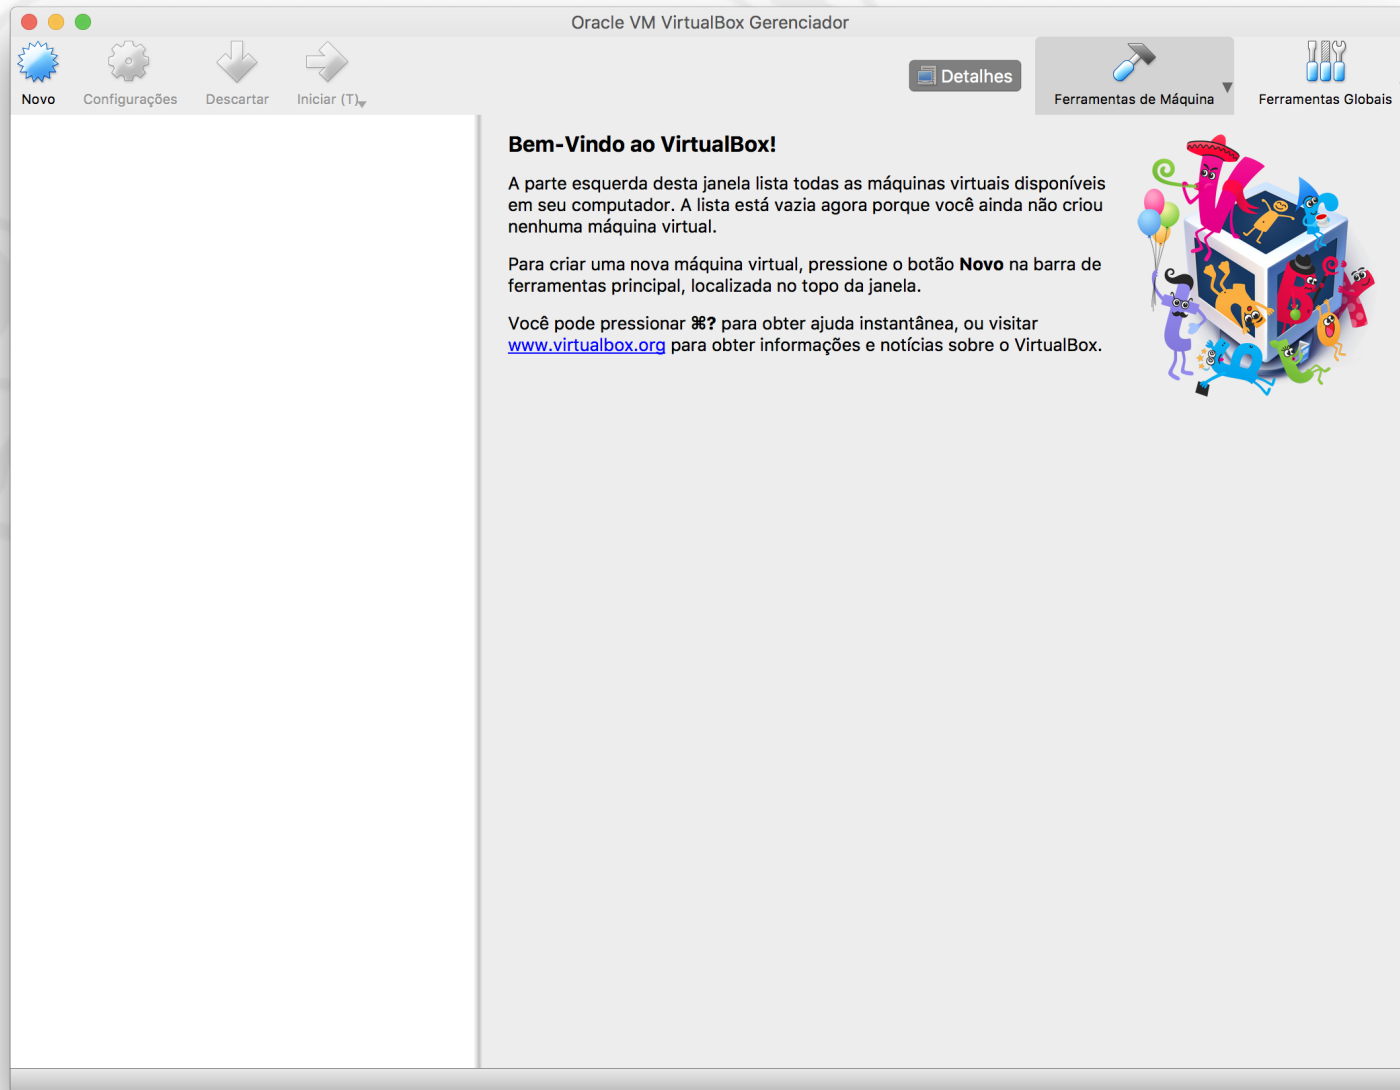 Oracle VM VirtualBox Gerenciador
Novo
Configurações
Descartar
Iniciar (T)
Detalhes
Ferramentas de Máquina
Ferramentas Globais
Bem-Vindo ao VirtualBox!
A parte esquerda desta janela lista todas as máquinas virtuais disponíveis
em seu computador. A lista está vazia agora porque você ainda não criou
nenhuma máquina virtual.
Para criar uma nova máquina virtual, pressione o botão Novo na barra de
ferramentas principal, localizada no topo da janela.
Você pode pressionar ⌘? para obter ajuda instantânea, ou visitar
www.virtualbox.org para obter informações e notícias sobre o VirtualBox.